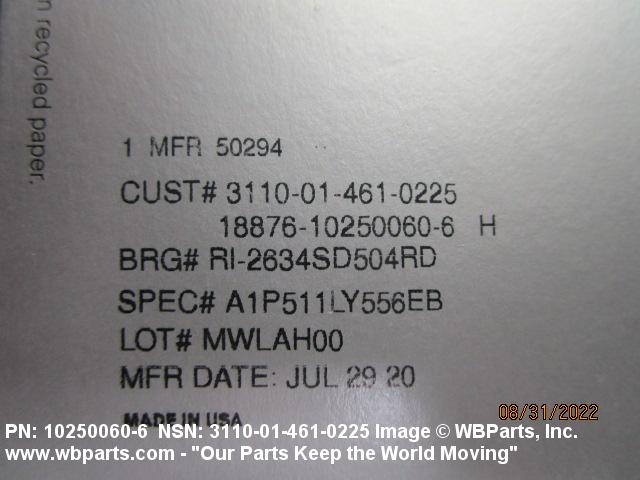 n recycled paper.
1 MFR 50294
CUST# 3110-01-461-0225
18876-10250060-6 H
BRG# RI-2634SD504RD
SPEC# A1P511LY556EB
LOT# MWLAH00
MFR DATE: JUL 29 20
MADE IN USA
08/31/2022
PN: 10250060-6 NSN: 3110-01-461-0225 Image © WBParts, Inc.
www.wbparts.com - "Our Parts Keep the World Moving"